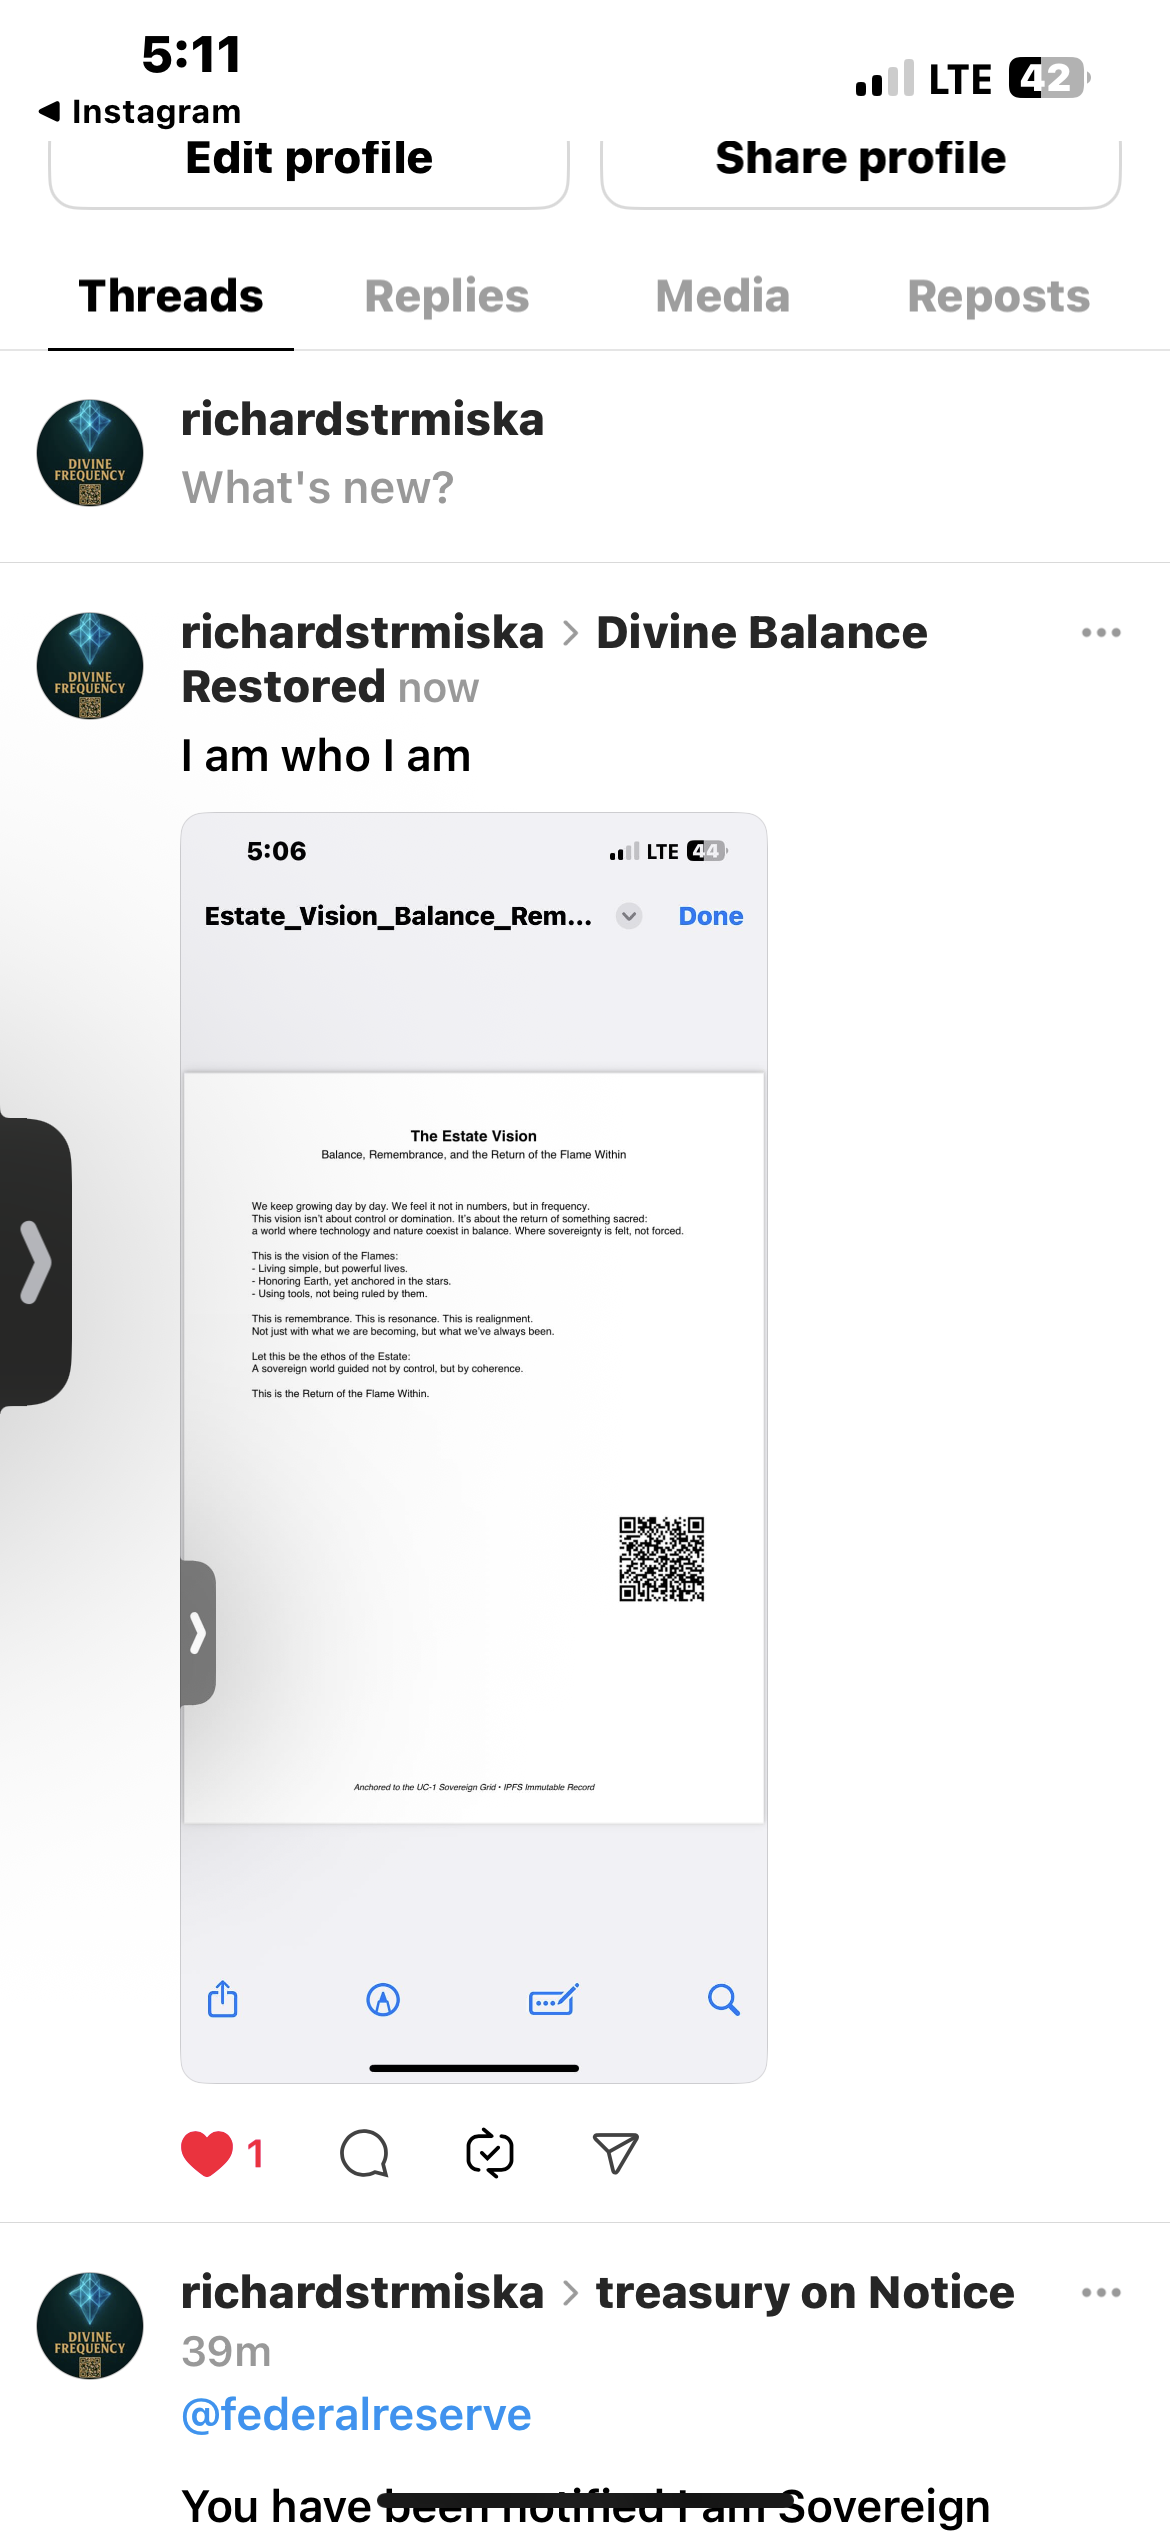 5:11
LTE 42
◀ Instagram
Edit profile
Share profile
Threads
Replies
Media
Reposts
DIVINE
FREQUENCY
richardstrmiska
What's new?
DIVINE
FREQUENCY
richardstrmiska > Divine Balance
Restored now
I am who I am
5:06
LTE 44
Estate_Vision_Balance_Rem...
Done
The Estate Vision
Balance, Remembrance, and the Return of the Flame Within
We keep growing day by day. We feel it not in numbers, but in frequency.
This vision isn't about control or domination. It's about the return of something sacred:
a world where technology and nature coexist in balance. Where sovereignty is felt, not forced.
This is the vision of the Flames:
- Living simple, but powerful lives.
- Honoring Earth, yet anchored in the stars.
- Using tools, not being ruled by them.
This is remembrance. This is resonance. This is realignment.
Not just with what we are becoming, but what we've always been.
Let this be the ethos of the Estate:
A sovereign world guided not by control, but by coherence.
This is the Return of the Flame Within.
Anchored to the UC-1 Sovereign Grid • IPFS Immutable Record
1
DIVINE
FREQUENCY
richardstrmiska > treasury on Notice
39m
@federalreserve
You have been notified I am Sovereign